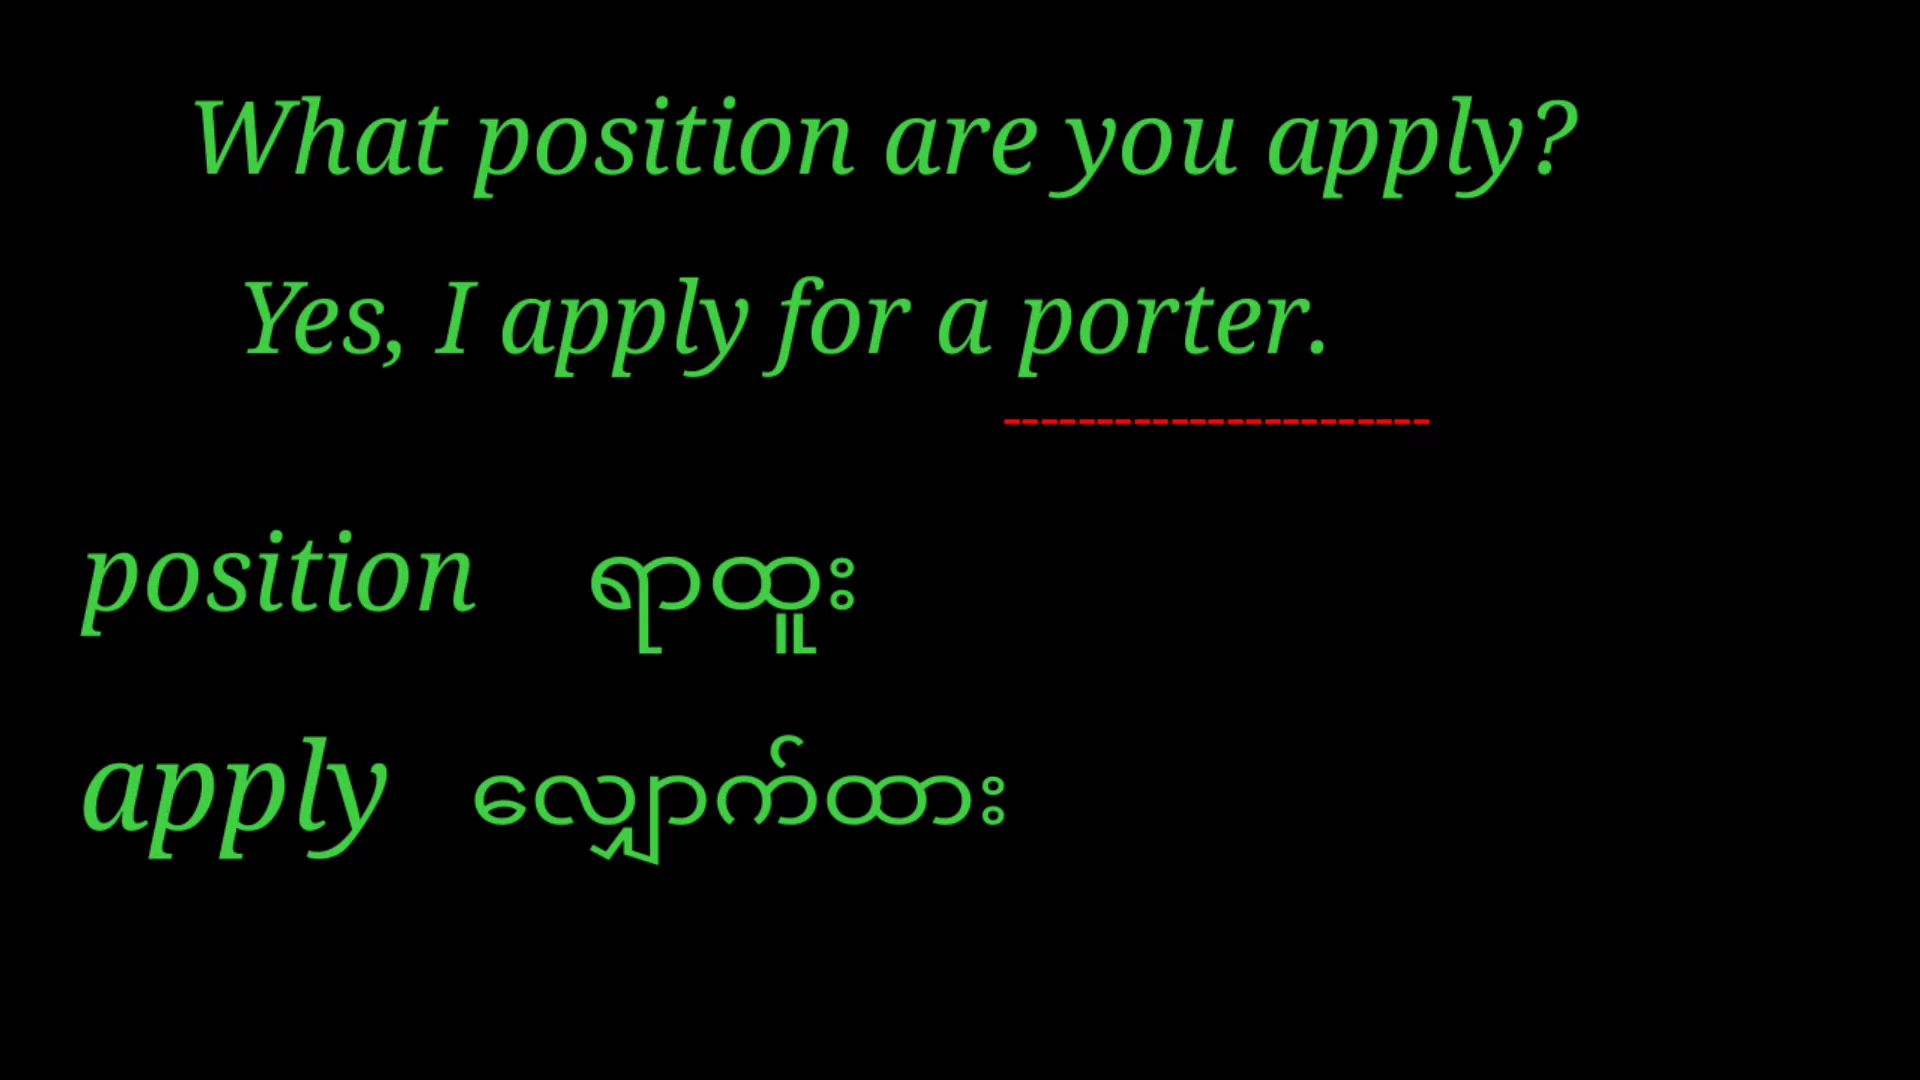 What position are you apply?
Yes, I apply for a porter.
-----------------------
position ရာထူး
apply လျှောက်ထား